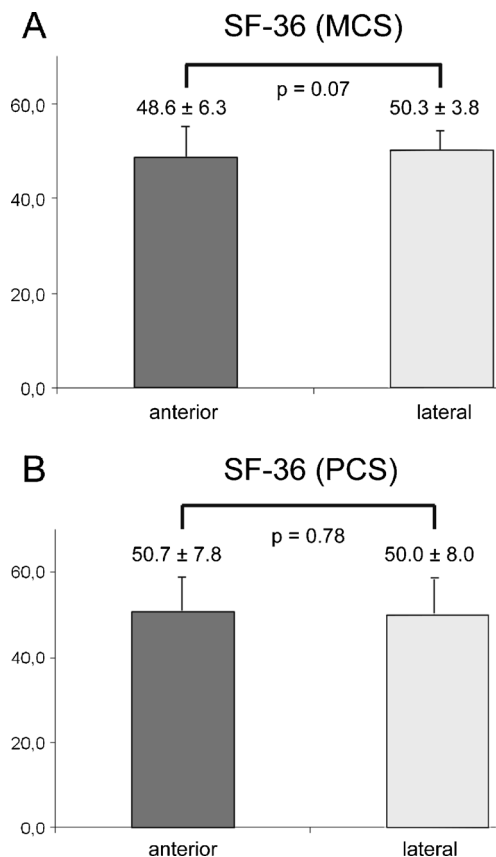 A
SF-36 (MCS)
p = 0.07
48.6 ± 6.3
50.3 ± 3.8
60,0
40,0
20,0
0,0
anterior
lateral
B
SF-36 (PCS)
p = 0.78
50.7 ± 7.8
50.0 ± 8.0
60,0
40,0
20,0
0,0
anterior
lateral